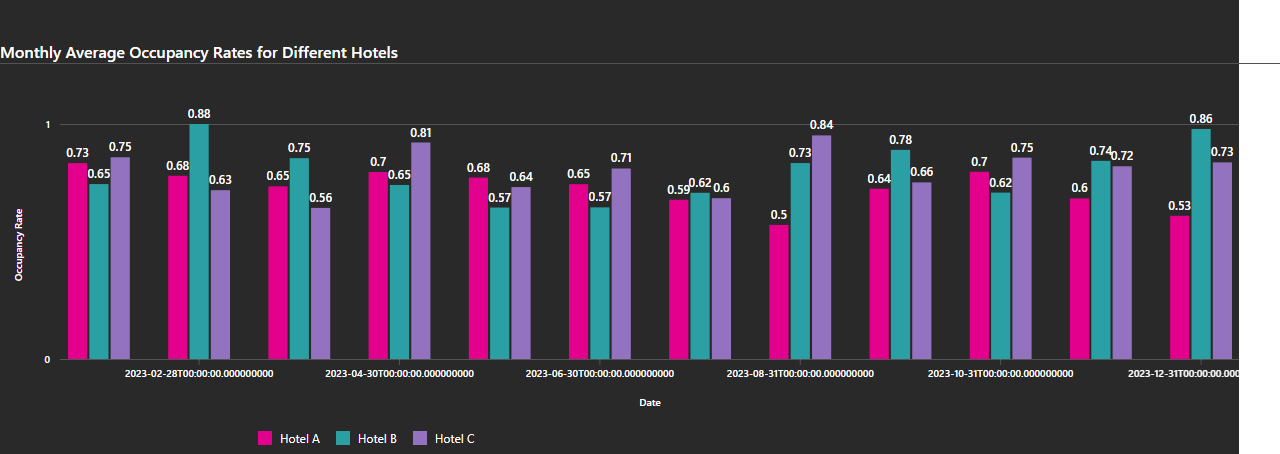 Monthly Average Occupancy Rates for Different Hotels
1
0
Occupancy Rate
0.73 0.65 0.75
0.68 0.88 0.63
0.65 0.75 0.56
0.7 0.65 0.81
0.68 0.57 0.64
0.65 0.57 0.71
0.59 0.62 0.6
0.5 0.73 0.84
0.64 0.78 0.66
0.7 0.62 0.75
0.6 0.74 0.72
0.53 0.86 0.73
2023-02-28T00:00:00.000000000 2023-04-30T00:00:00.000000000 2023-06-30T00:00:00.000000000 2023-08-31T00:00:00.000000000 2023-10-31T00:00:00.000000000 2023-12-31T00:00:00.000
Date
Hotel A Hotel B Hotel C